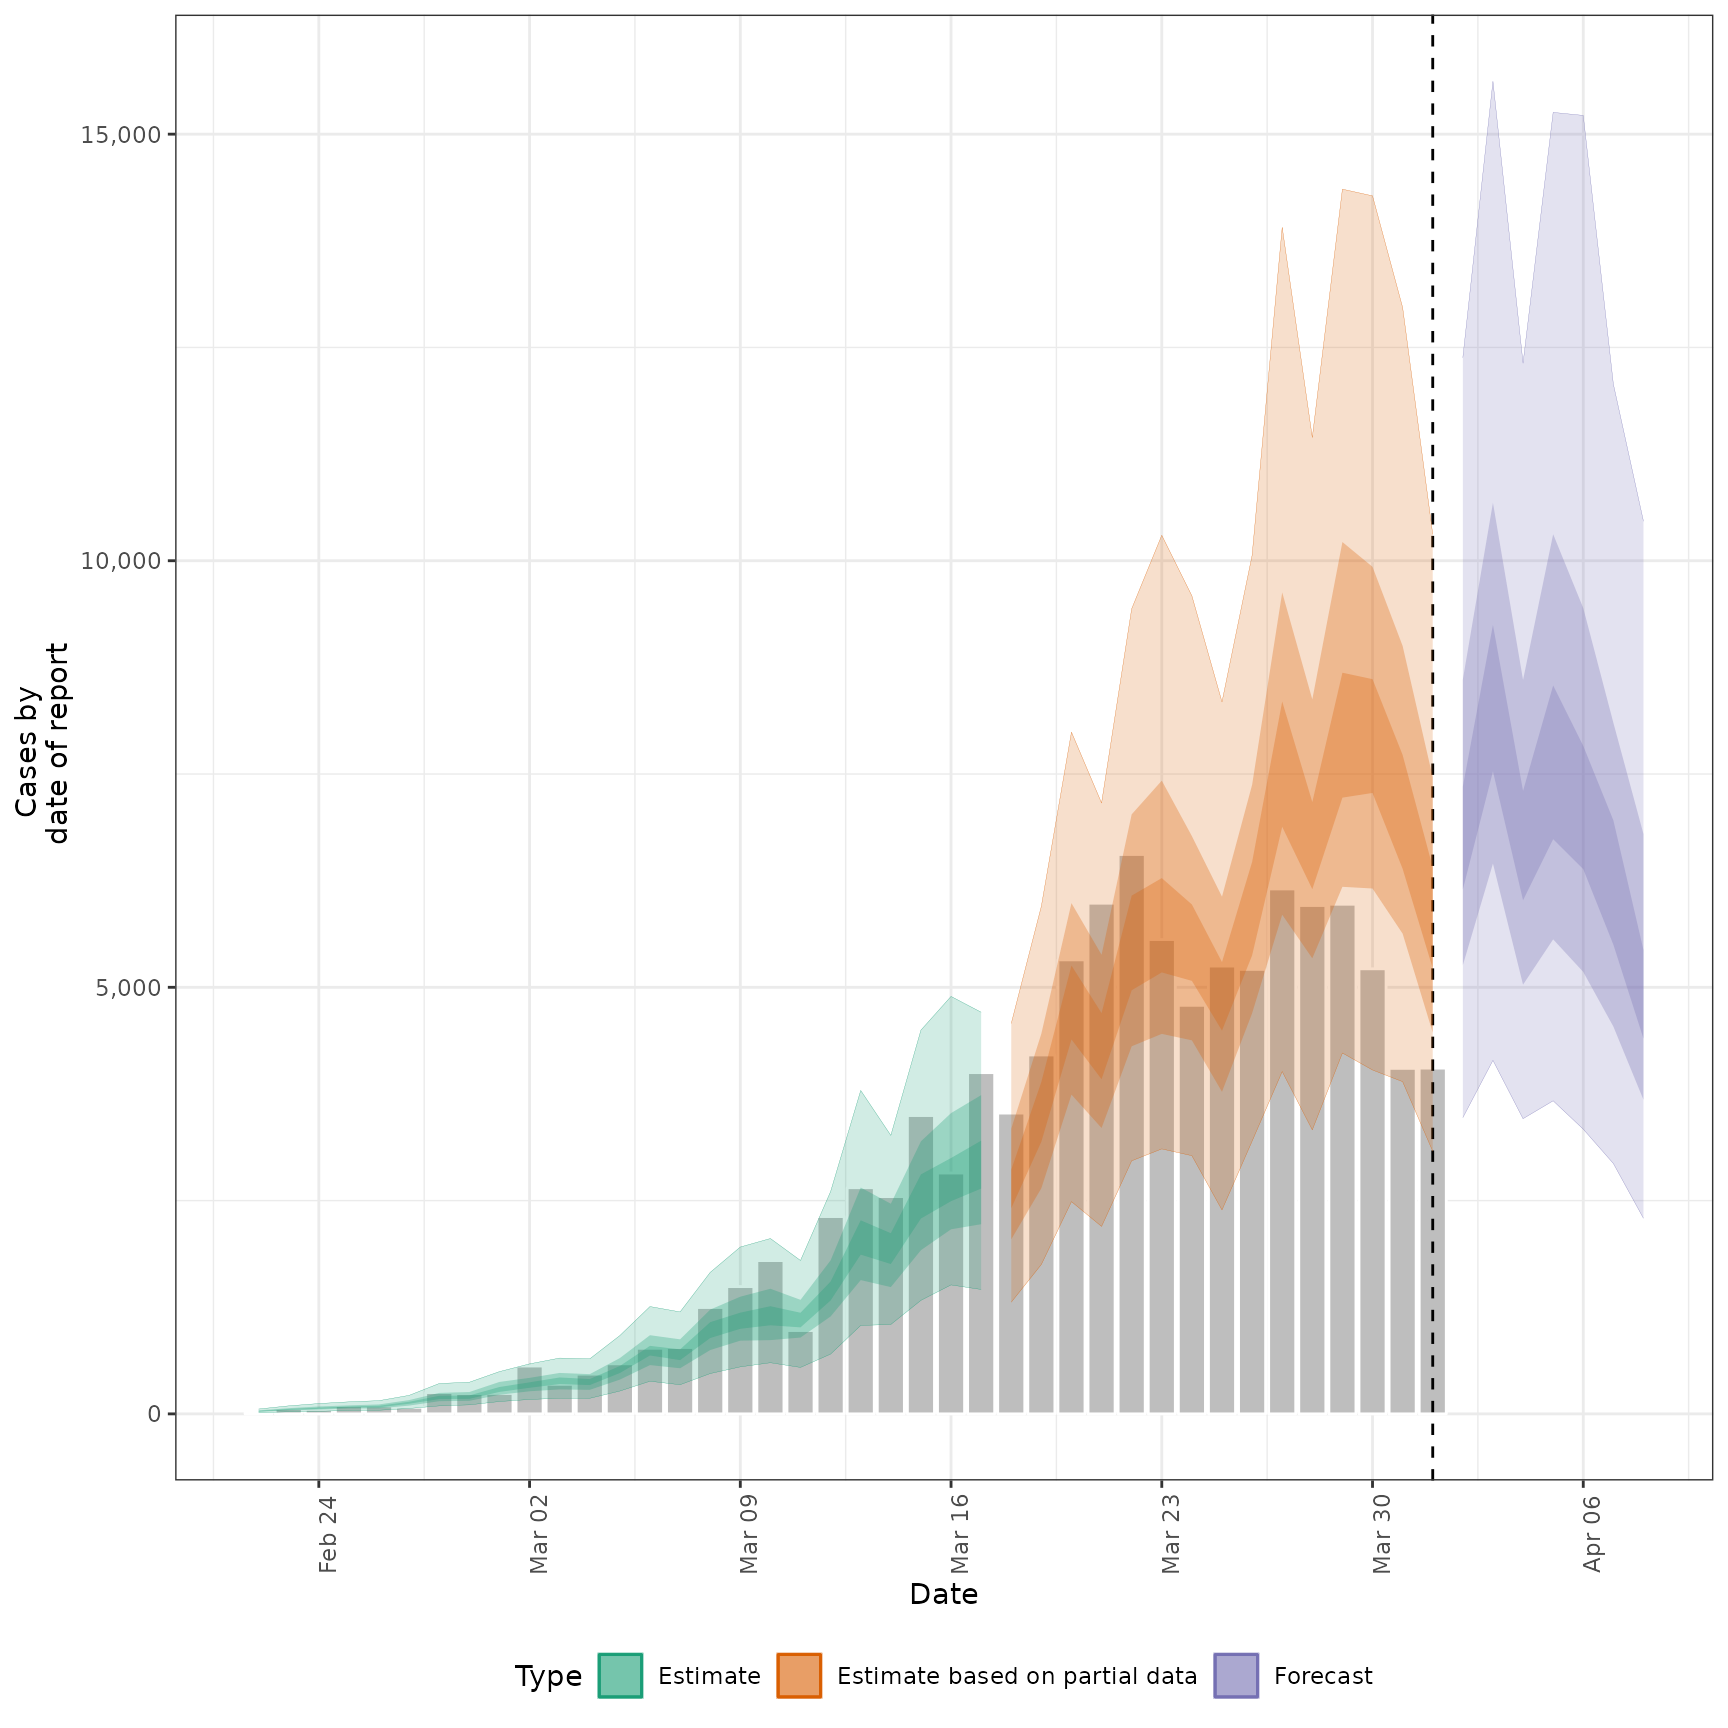 15,000
10,000
5,000
0
Cases by
date of report
Feb 24
Mar 02
Mar 09
Mar 16
Mar 23
Mar 30
Apr 06
Date
Type
Estimate
Estimate based on partial data
Forecast